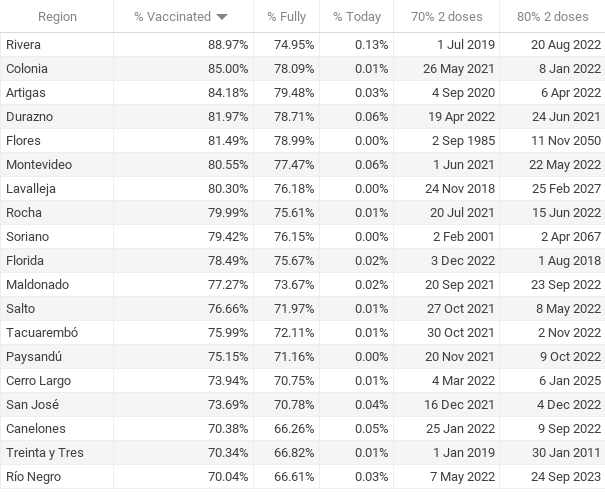 Region % Vaccinated % Fully % Today 70% 2 doses 80% 2 doses
Rivera 88.97% 74.95% 0.13% 1 Jul 2019 20 Aug 2022
Colonia 85.00% 78.09% 0.01% 26 May 2021 8 Jan 2022
Artigas 84.18% 79.48% 0.03% 4 Sep 2020 6 Apr 2022
Durazno 81.97% 78.71% 0.06% 19 Apr 2022 24 Jun 2021
Flores 81.49% 78.99% 0.00% 2 Sep 1985 11 Nov 2050
Montevideo 80.55% 77.47% 0.06% 1 Jun 2021 22 May 2022
Lavalleja 80.30% 76.18% 0.00% 24 Nov 2018 25 Feb 2027
Rocha 79.99% 75.61% 0.01% 20 Jul 2021 15 Jun 2022
Soriano 79.42% 76.15% 0.00% 2 Feb 2001 2 Apr 2067
Florida 78.49% 75.67% 0.02% 3 Dec 2022 1 Aug 2018
Maldonado 77.27% 73.67% 0.02% 20 Sep 2021 23 Sep 2022
Salto 76.66% 71.97% 0.01% 27 Oct 2021 8 May 2022
Tacuarembó 75.99% 72.11% 0.01% 30 Oct 2021 2 Nov 2022
Paysandú 75.15% 71.16% 0.00% 20 Nov 2021 9 Oct 2022
Cerro Largo 73.94% 70.75% 0.01% 4 Mar 2022 6 Jan 2025
San José 73.69% 70.78% 0.04% 16 Dec 2021 4 Dec 2022
Canelones 70.38% 66.26% 0.05% 25 Jan 2022 9 Sep 2022
Treinta y Tres 70.34% 66.82% 0.01% 1 Jan 2019 30 Jan 2011
Río Negro 70.04% 66.61% 0.03% 7 May 2022 24 Sep 2023